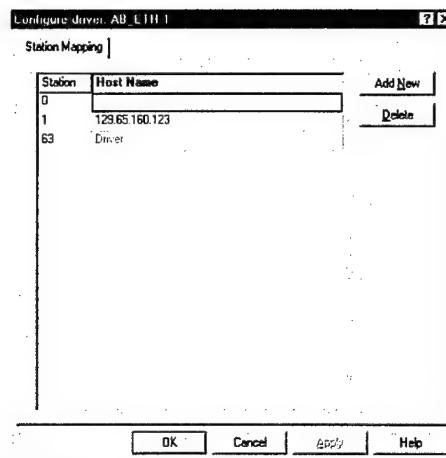 Configure driver: AB_ETH-1
? X
Station Mapping
Station Host Name
Add New
0
Delete
1 129.65.160.123
63 Driver
OK Cancel Apply Help